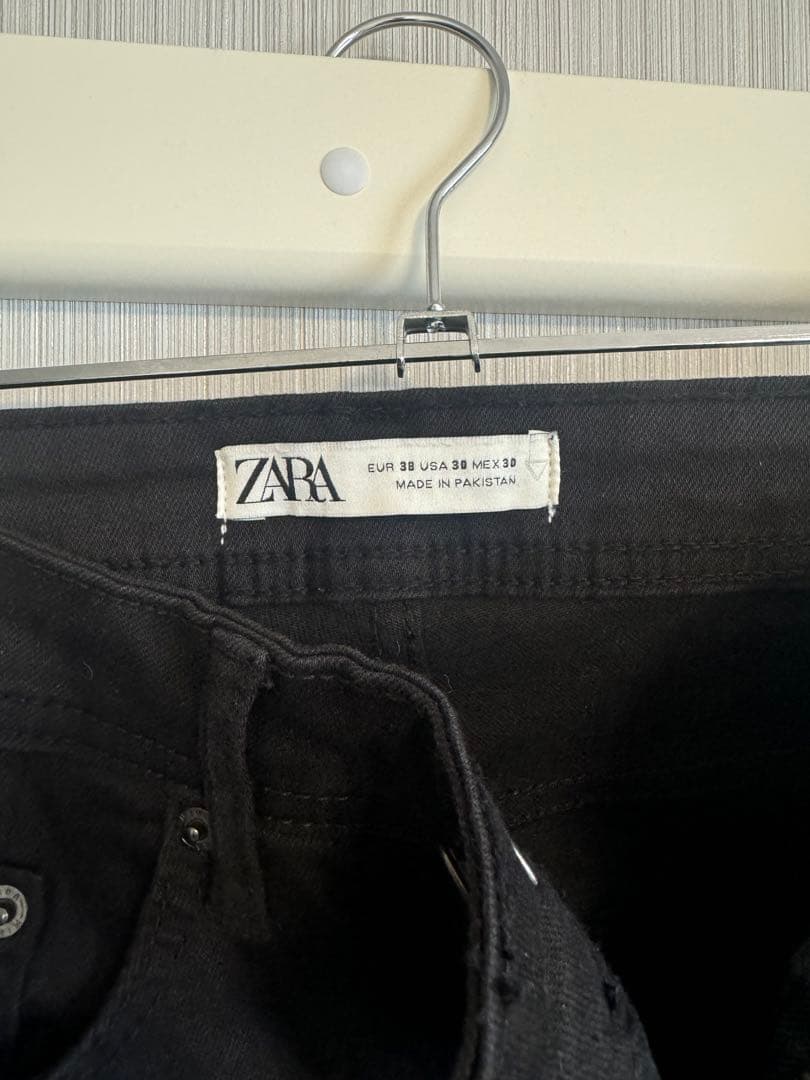 ZARA
EUR 38 USA 30 MEX 30
MADE IN PAKISTAN